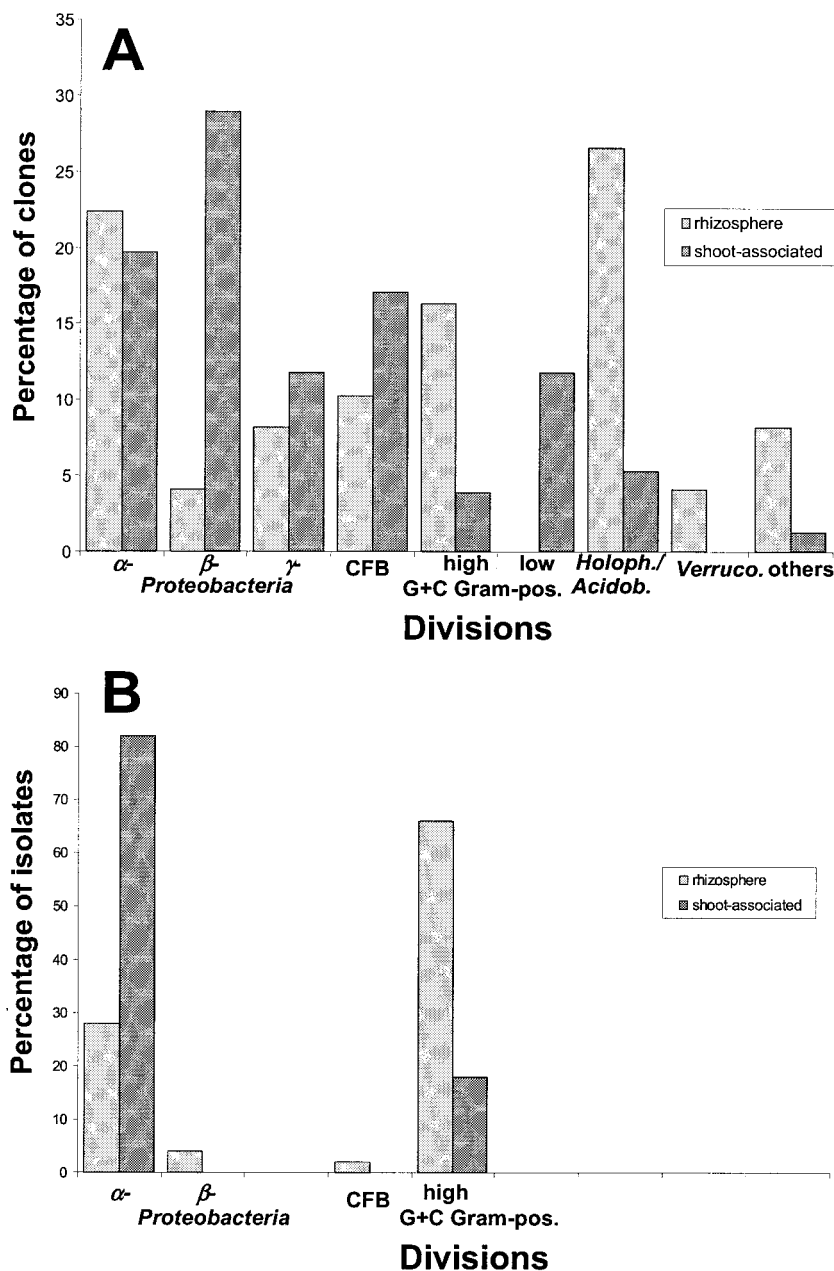 A
35
30
25
20
15
10
5
0
Percentage of clones
rhizosphere
shoot-associated
α- β- γ- CFB high low Holoph./
Proteobacteria G+C Gram-pos. Acidob. Verruco. others
Divisions
B
90
80
70
60
50
40
30
20
10
0
Percentage of isolates
rhizosphere
shoot-associated
α- β- CFB high
Proteobacteria G+C Gram-pos.
Divisions